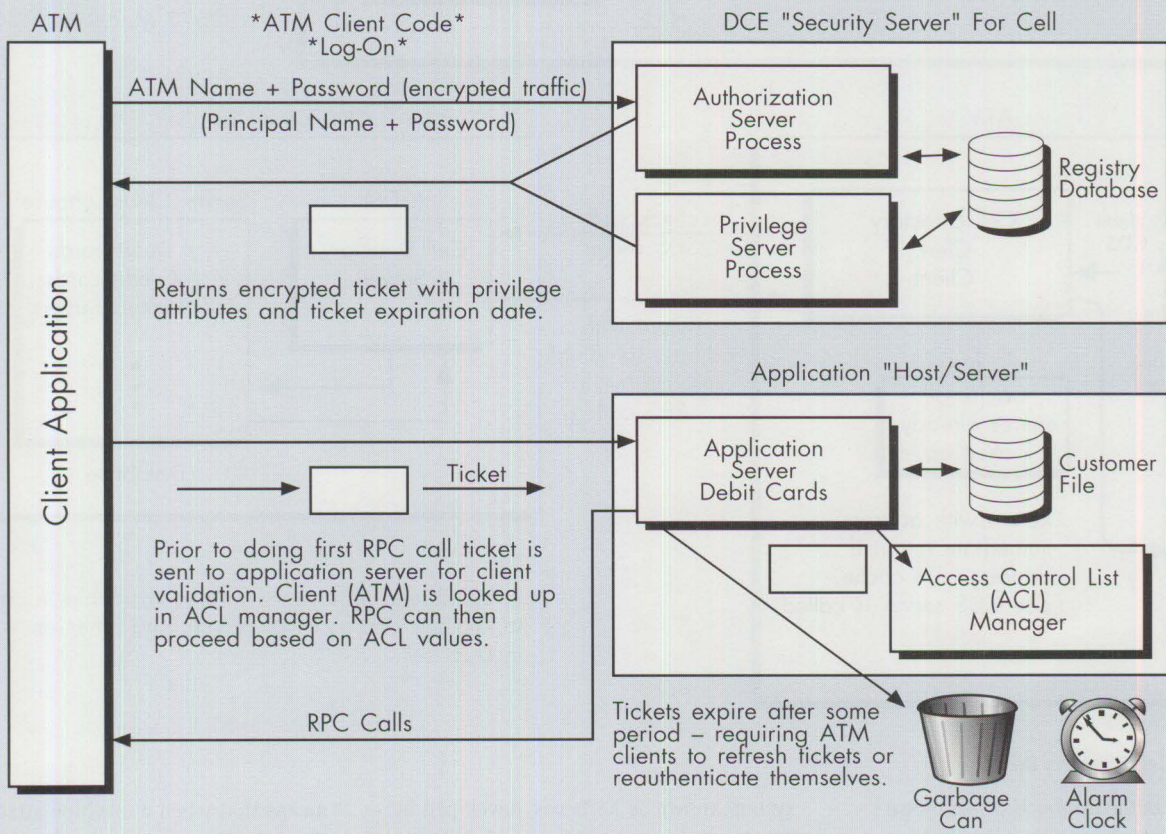 ATM
*ATM Client Code*
*Log-On*
DCE "Security Server" For Cell
ATM Name + Password (encrypted traffic)
(Principal Name + Password)
Authorization
Server
Process
Registry
Database
Privilege
Server
Process
Returns encrypted ticket with privilege
attributes and ticket expiration date.
Client Application
Application "Host/Server"
Application
Server
Debit Cards
Customer
File
Ticket
Prior to doing first RPC call ticket is
sent to application server for client
validation. Client (ATM) is looked up
in ACL manager. RPC can then
proceed based on ACL values.
Access Control List
(ACL)
Manager
RPC Calls
Tickets expire after some
period – requiring ATM
clients to refresh tickets or
reauthenticate themselves.
Garbage
Can
Alarm
Clock